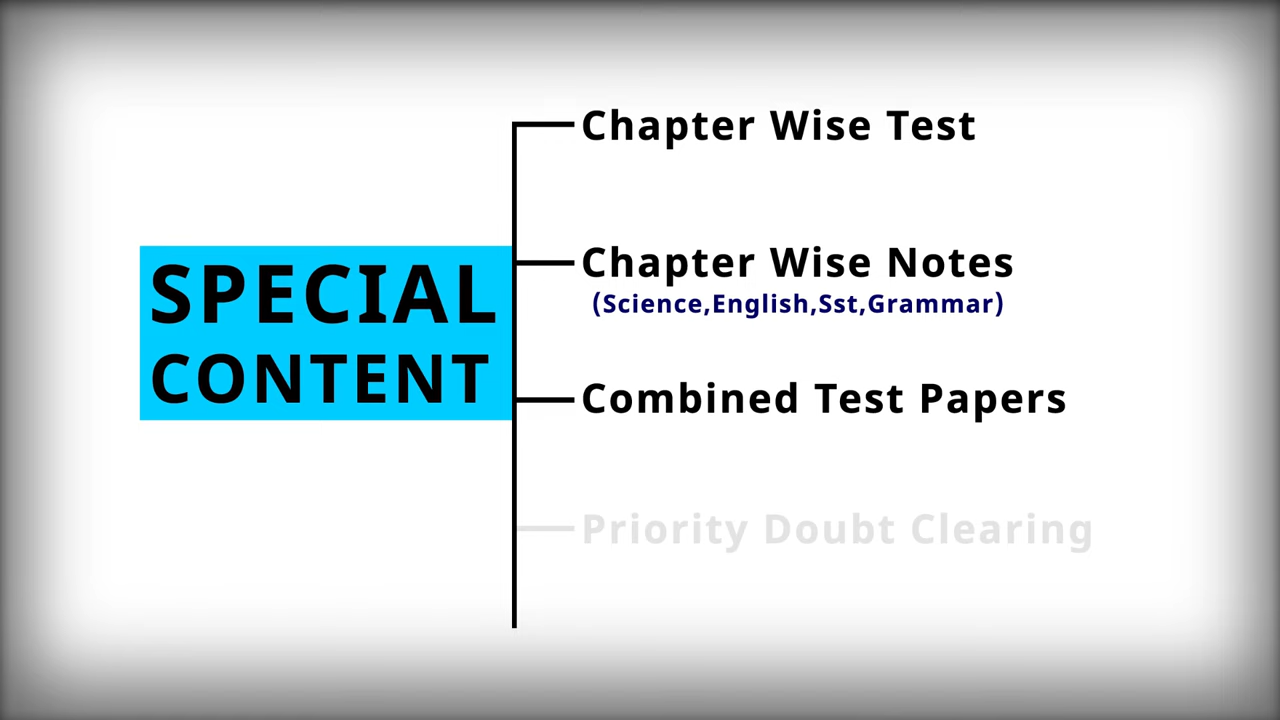 SPECIAL
CONTENT
Chapter Wise Test
Chapter Wise Notes
(Science,English,Sst,Grammar)
Combined Test Papers
Priority Doubt Clearing